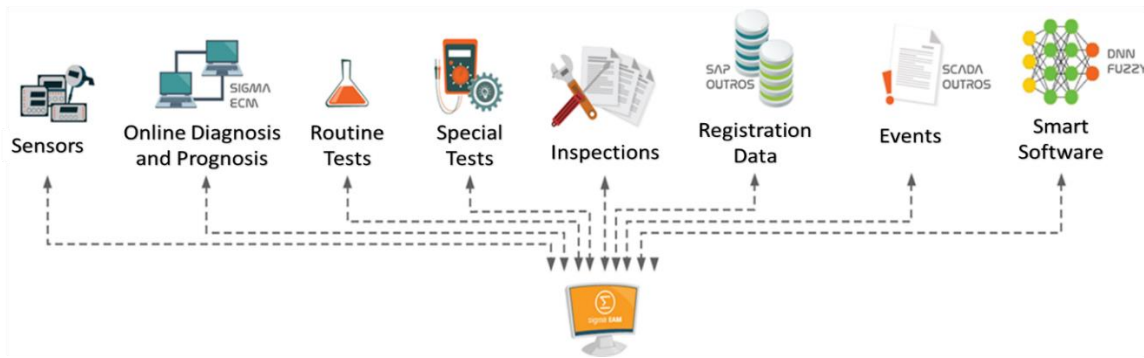 SIGMA
ECM
SAP
OUTROS
SCADA
OUTROS
DNN
FUZZY
Sensors
Online Diagnosis
and Prognosis
Routine
Tests
Special
Tests
Inspections
Registration
Data
Events
Smart
Software
sigma SAM